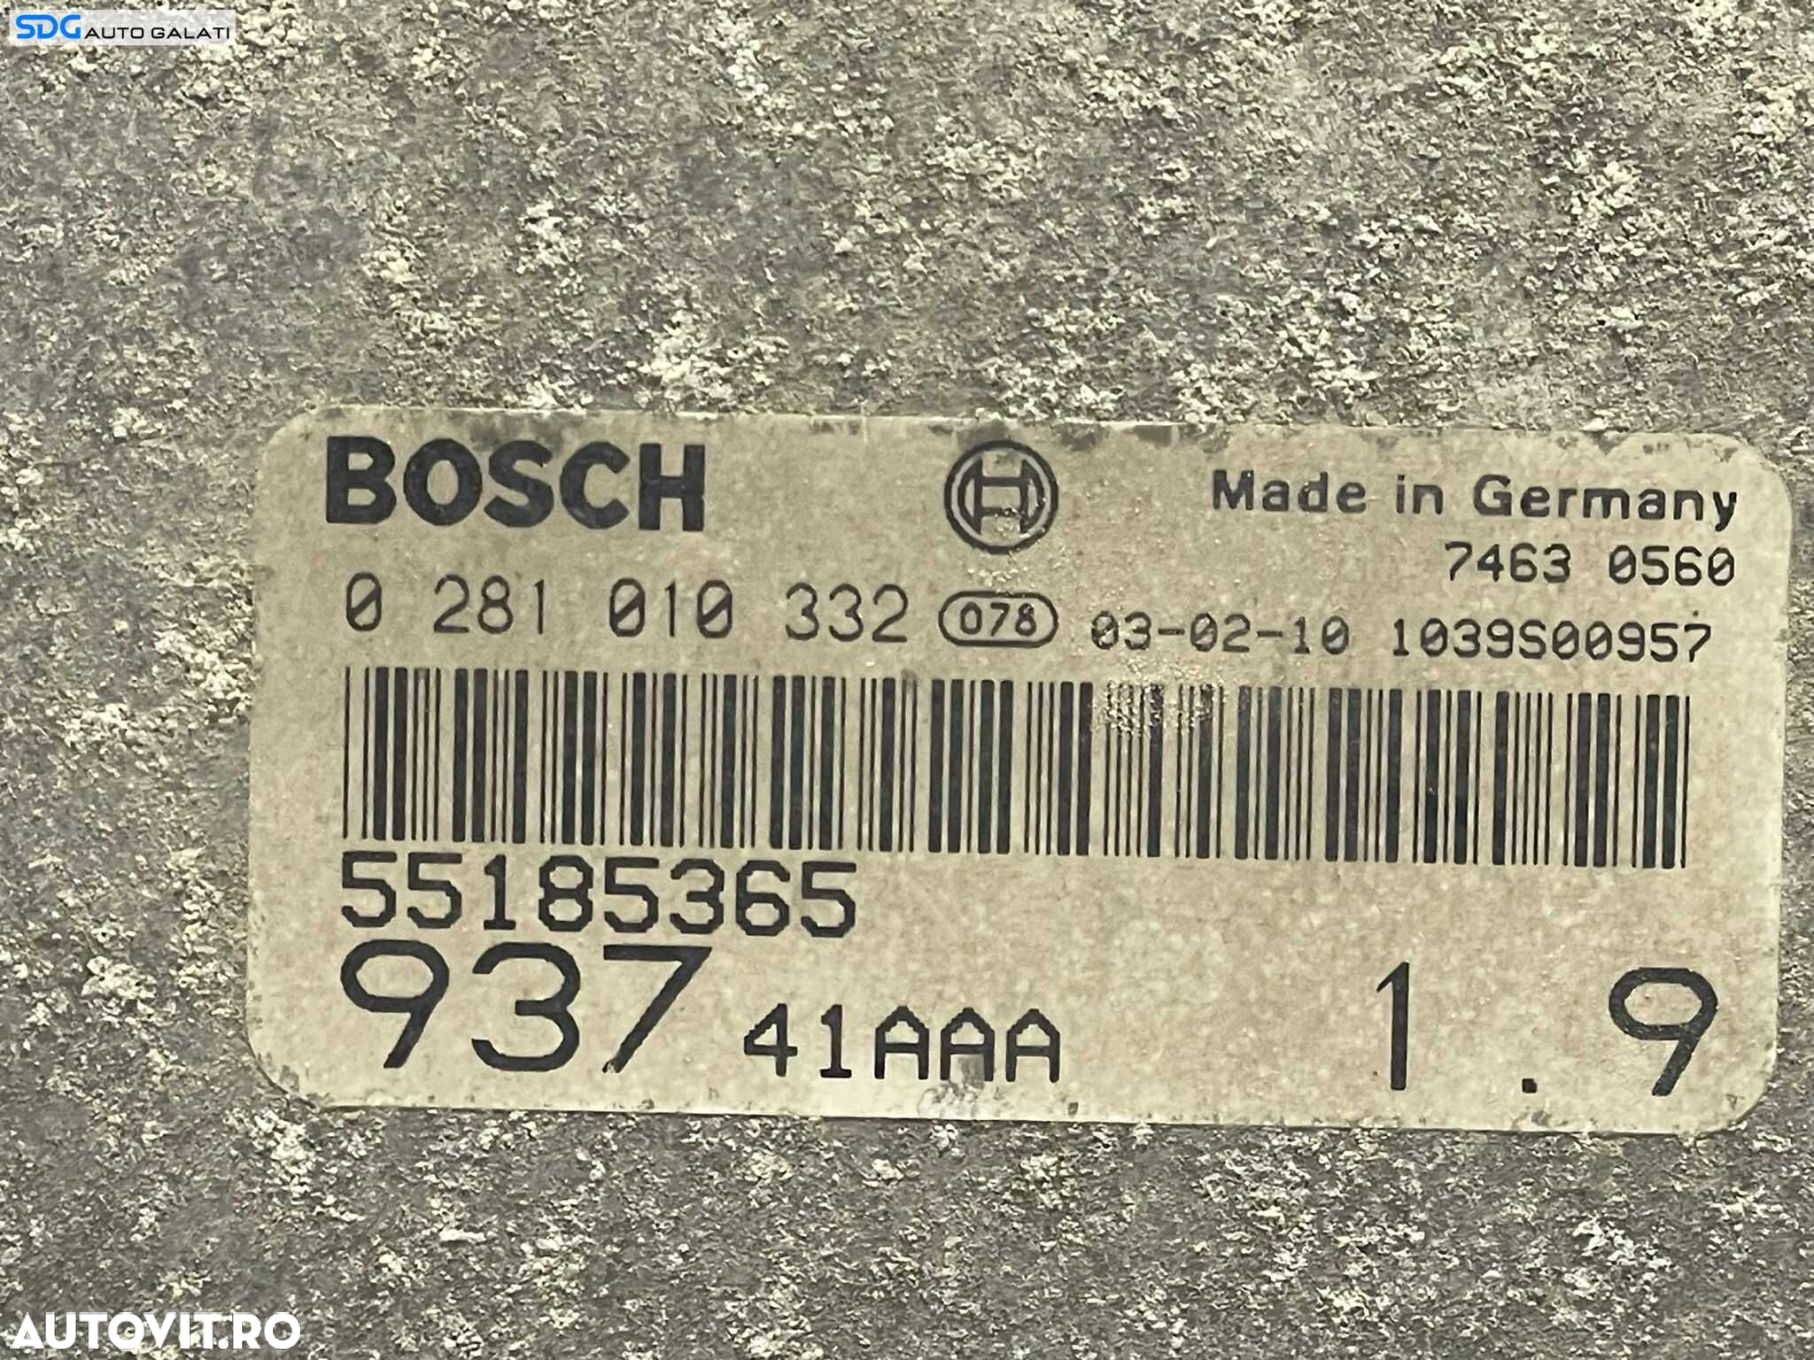 SDG AUTO GALATI
BOSCH
Made in Germany
7463 0560
0 281 010 332 078 03-02-10 1039S00957
55185365
937 41AAA 1.9
AUTOVIT.RO